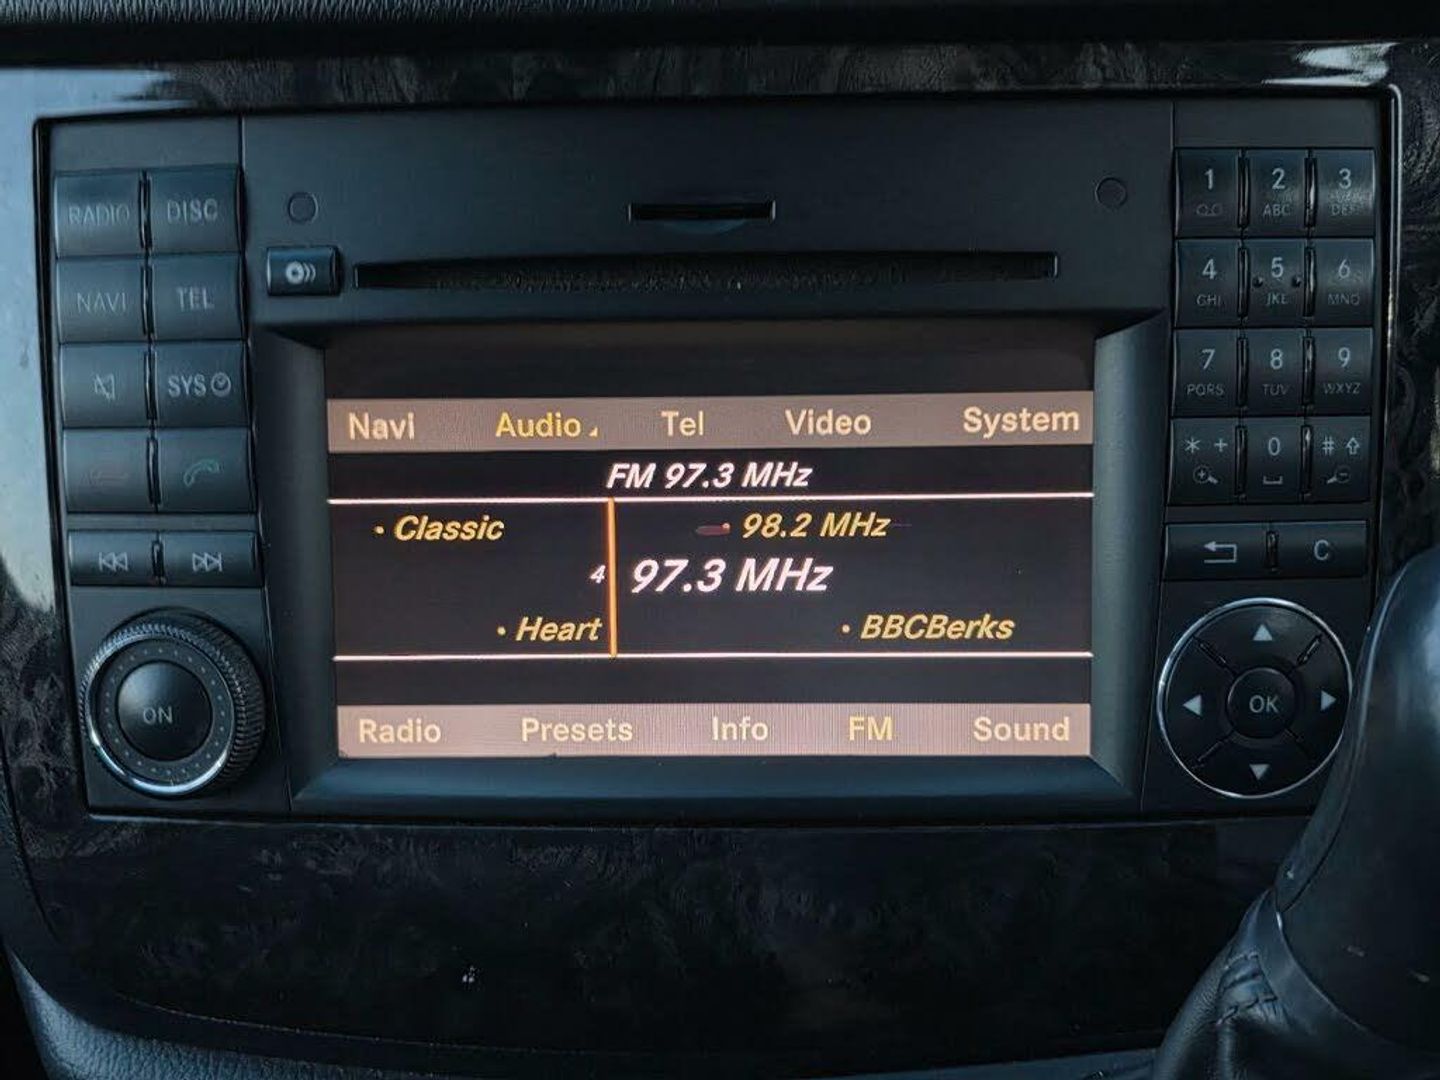 RADIO DISC
NAVI TEL
SYS
ON
Navi Audio Tel Video System
FM 97.3 MHz
• Classic • 98.2 MHz
4 97.3 MHz
• Heart • BBCBerks
Radio Presets Info FM Sound
1 2 3
ABC DEF
4 5 6
GHI JKL MNO
7 8 9
PQRS TUV WXYZ
* + 0 #
C
OK